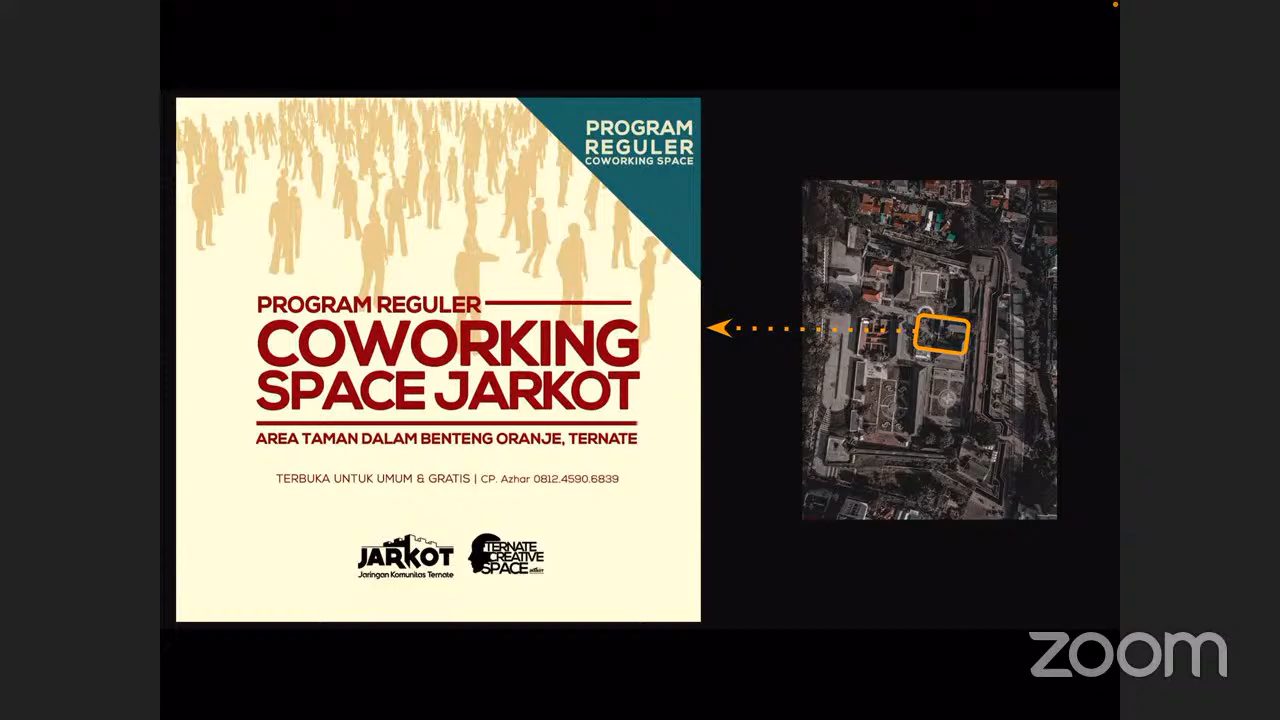 PROGRAM
REGULER
COWORKING SPACE
PROGRAM REGULER
COWORKING
SPACE JARKOT
AREA TAMAN DALAM BENTENG ORANJE, TERNATE
TERBUKA UNTUK UMUM & GRATIS | CP. Azhar 0812.4590.6839
JARKOT
Jaringan Komunitas Ternate
TERNATE
CREATIVE
SPACE
zoom